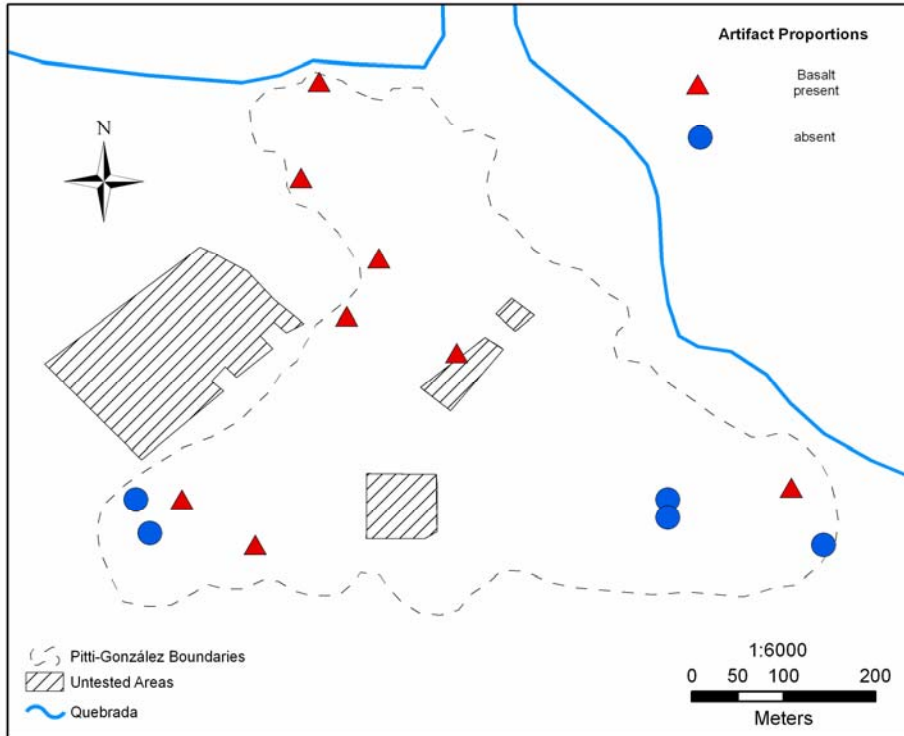 Artifact Proportions
Basalt
present
absent
N
Pitti-González Boundaries
Untested Areas
Quebrada
1:6000
0 50 100 200
Meters